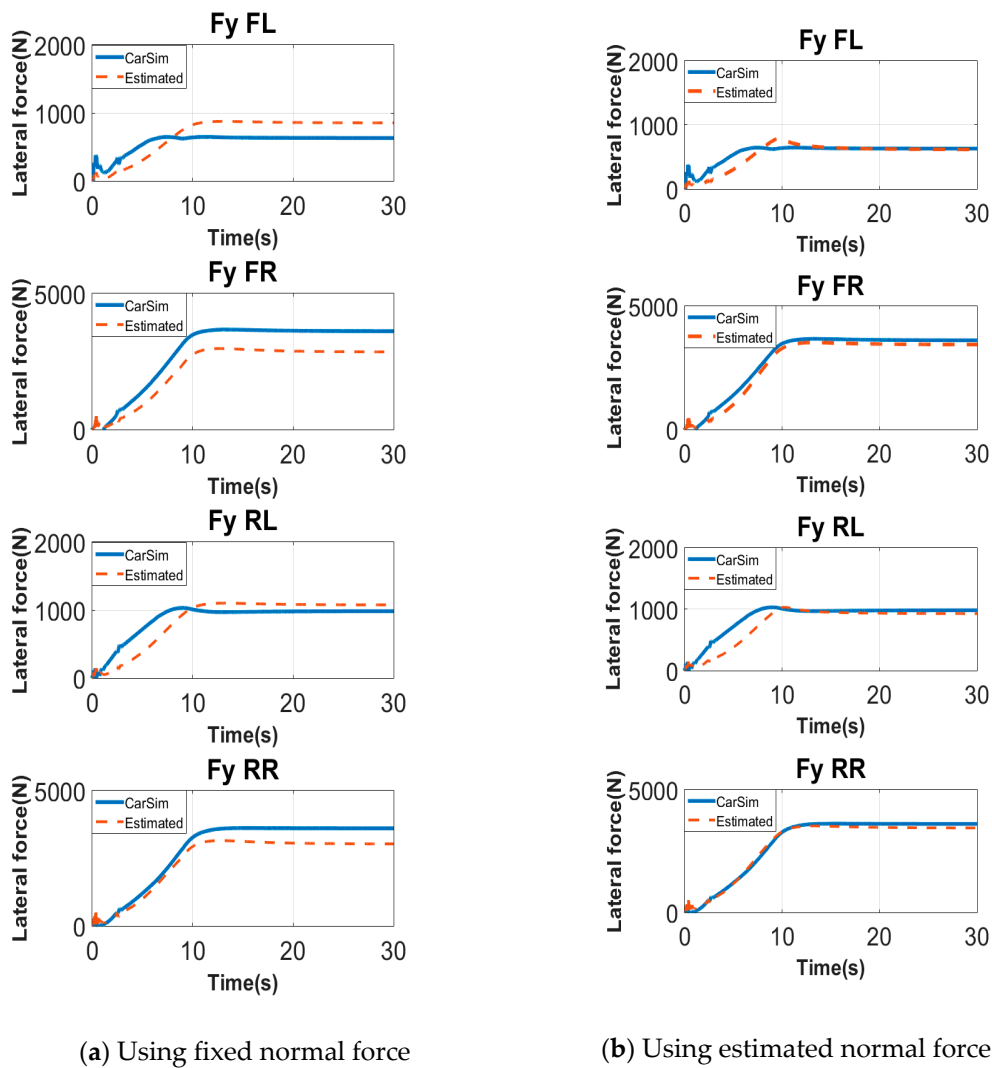 Fy FL
Lateral force(N)
2000
1000
0
CarSim
Estimated
0 10 20 30
Time(s)
Fy FR
Lateral force(N)
5000
0
CarSim
Estimated
0 10 20 30
Time(s)
Fy RL
Lateral force(N)
2000
1000
0
CarSim
Estimated
0 10 20 30
Time(s)
Fy RR
Lateral force(N)
5000
0
CarSim
Estimated
0 10 20 30
Time(s)
(a) Using fixed normal force
Fy FL
Lateral force(N)
2000
1000
0
CarSim
Estimated
0 10 20 30
Time(s)
Fy FR
Lateral force(N)
5000
0
CarSim
Estimated
0 10 20 30
Time(s)
Fy RL
Lateral force(N)
2000
1000
0
CarSim
Estimated
0 10 20 30
Time(s)
Fy RR
Lateral force(N)
5000
0
CarSim
Estimated
0 10 20 30
Time(s)
(b) Using estimated normal force